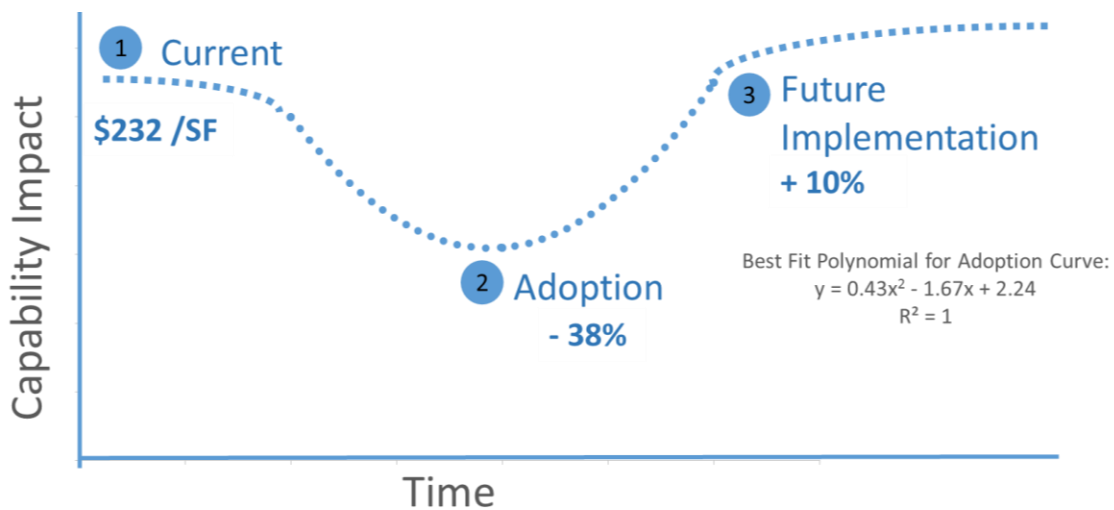 1 Current
$232 /SF
2 Adoption
- 38%
3 Future
Implementation
+ 10%
Best Fit Polynomial for Adoption Curve:
y = 0.43x² - 1.67x + 2.24
R² = 1
Capability Impact
Time